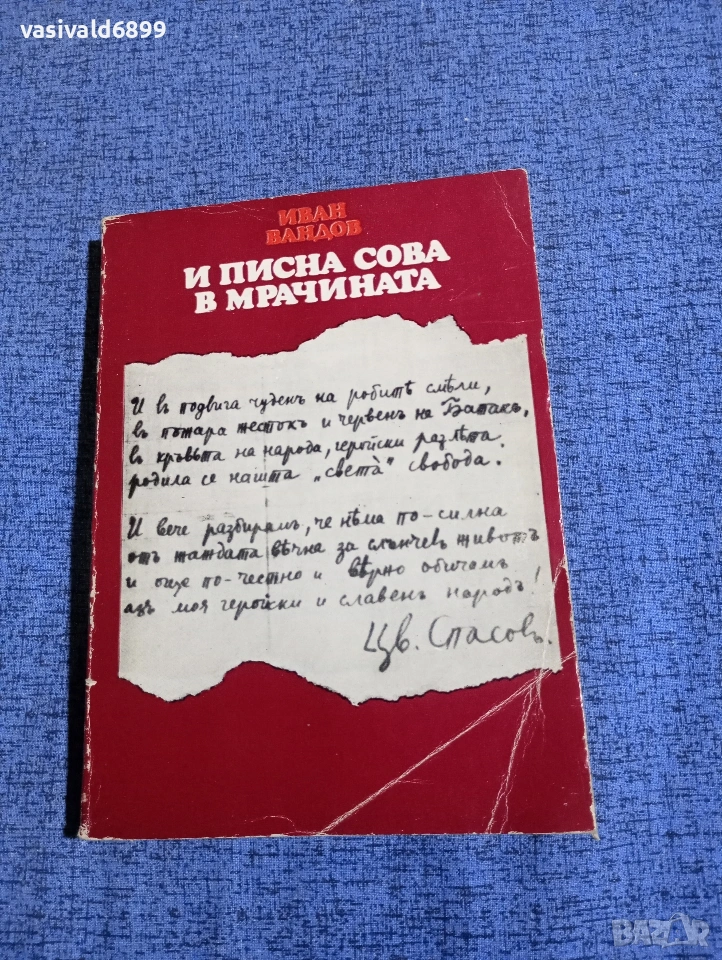 vasivald6899
ИВАН
ВАНДОВ
И ПИСНА СОВА
В МРАЧИНАТА
И въ подвига чуденъ на робитѣ смѣли,
въ пожара жестокъ и червенъ на Батакъ,
въ кръвьта на народа, геройски разлѣта
родила се нашта „света" свобода.
И вече разбирамъ, че нѣма по-силна
отъ жаждата вѣчна за слънчевъ животъ
и още по-честно и вѣрно обичамъ
азъ моя геройски и славенъ народъ!
Цв. Спасовъ.
BAZAR